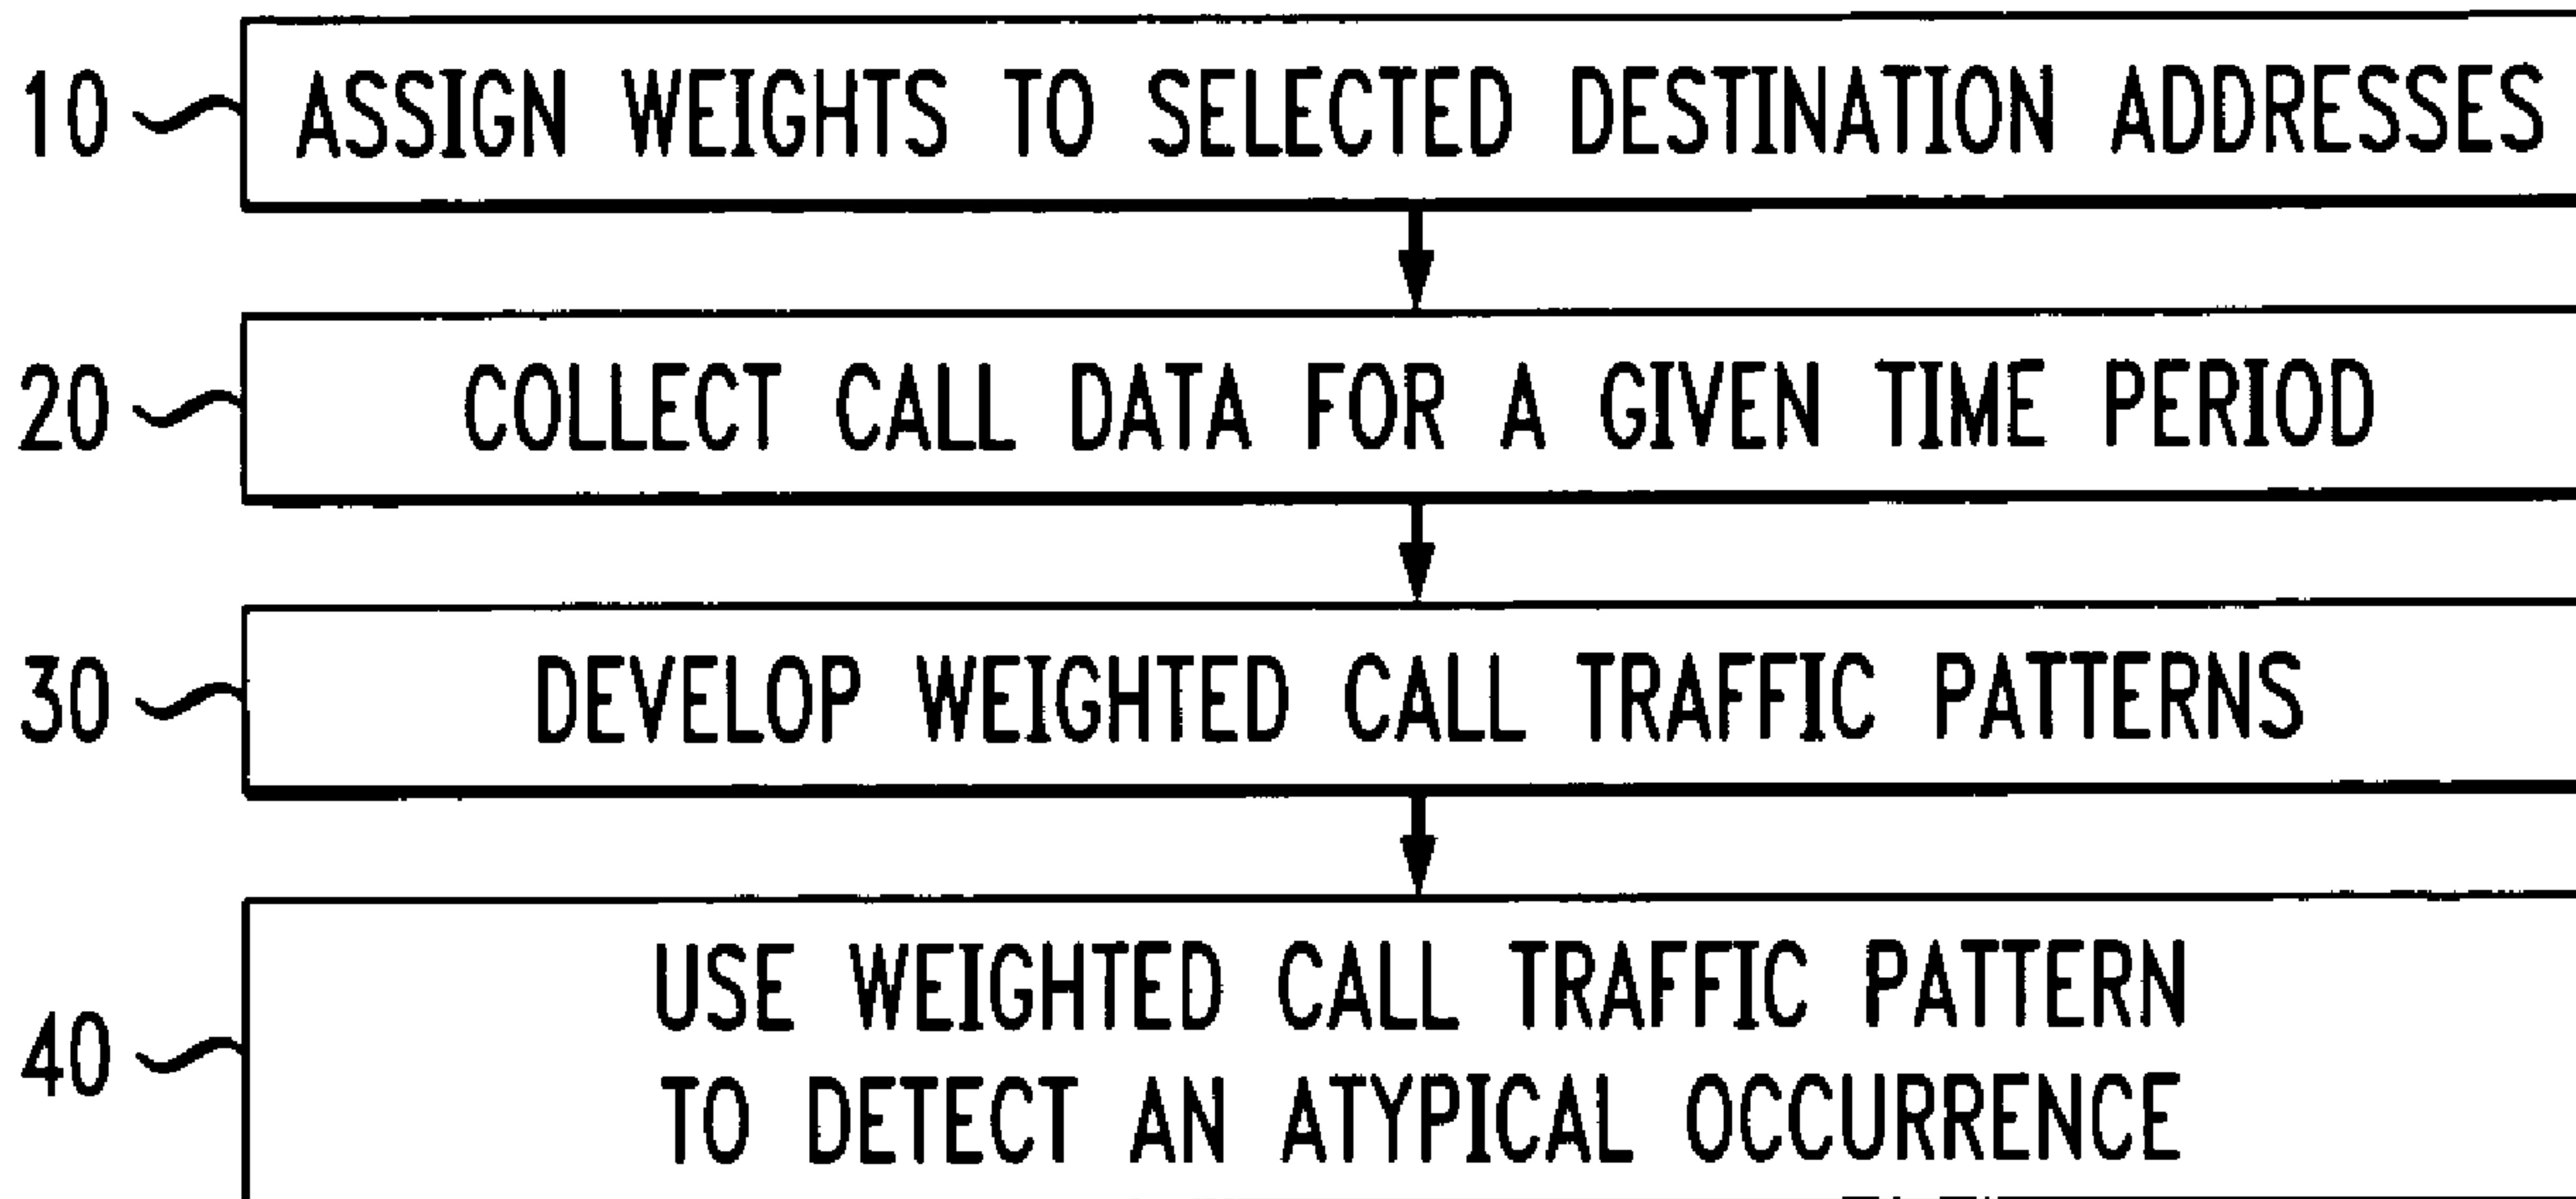 10 ASSIGN WEIGHTS TO SELECTED DESTINATION ADDRESSES
20 COLLECT CALL DATA FOR A GIVEN TIME PERIOD
30 DEVELOP WEIGHTED CALL TRAFFIC PATTERNS
40 USE WEIGHTED CALL TRAFFIC PATTERN
TO DETECT AN ATYPICAL OCCURRENCE